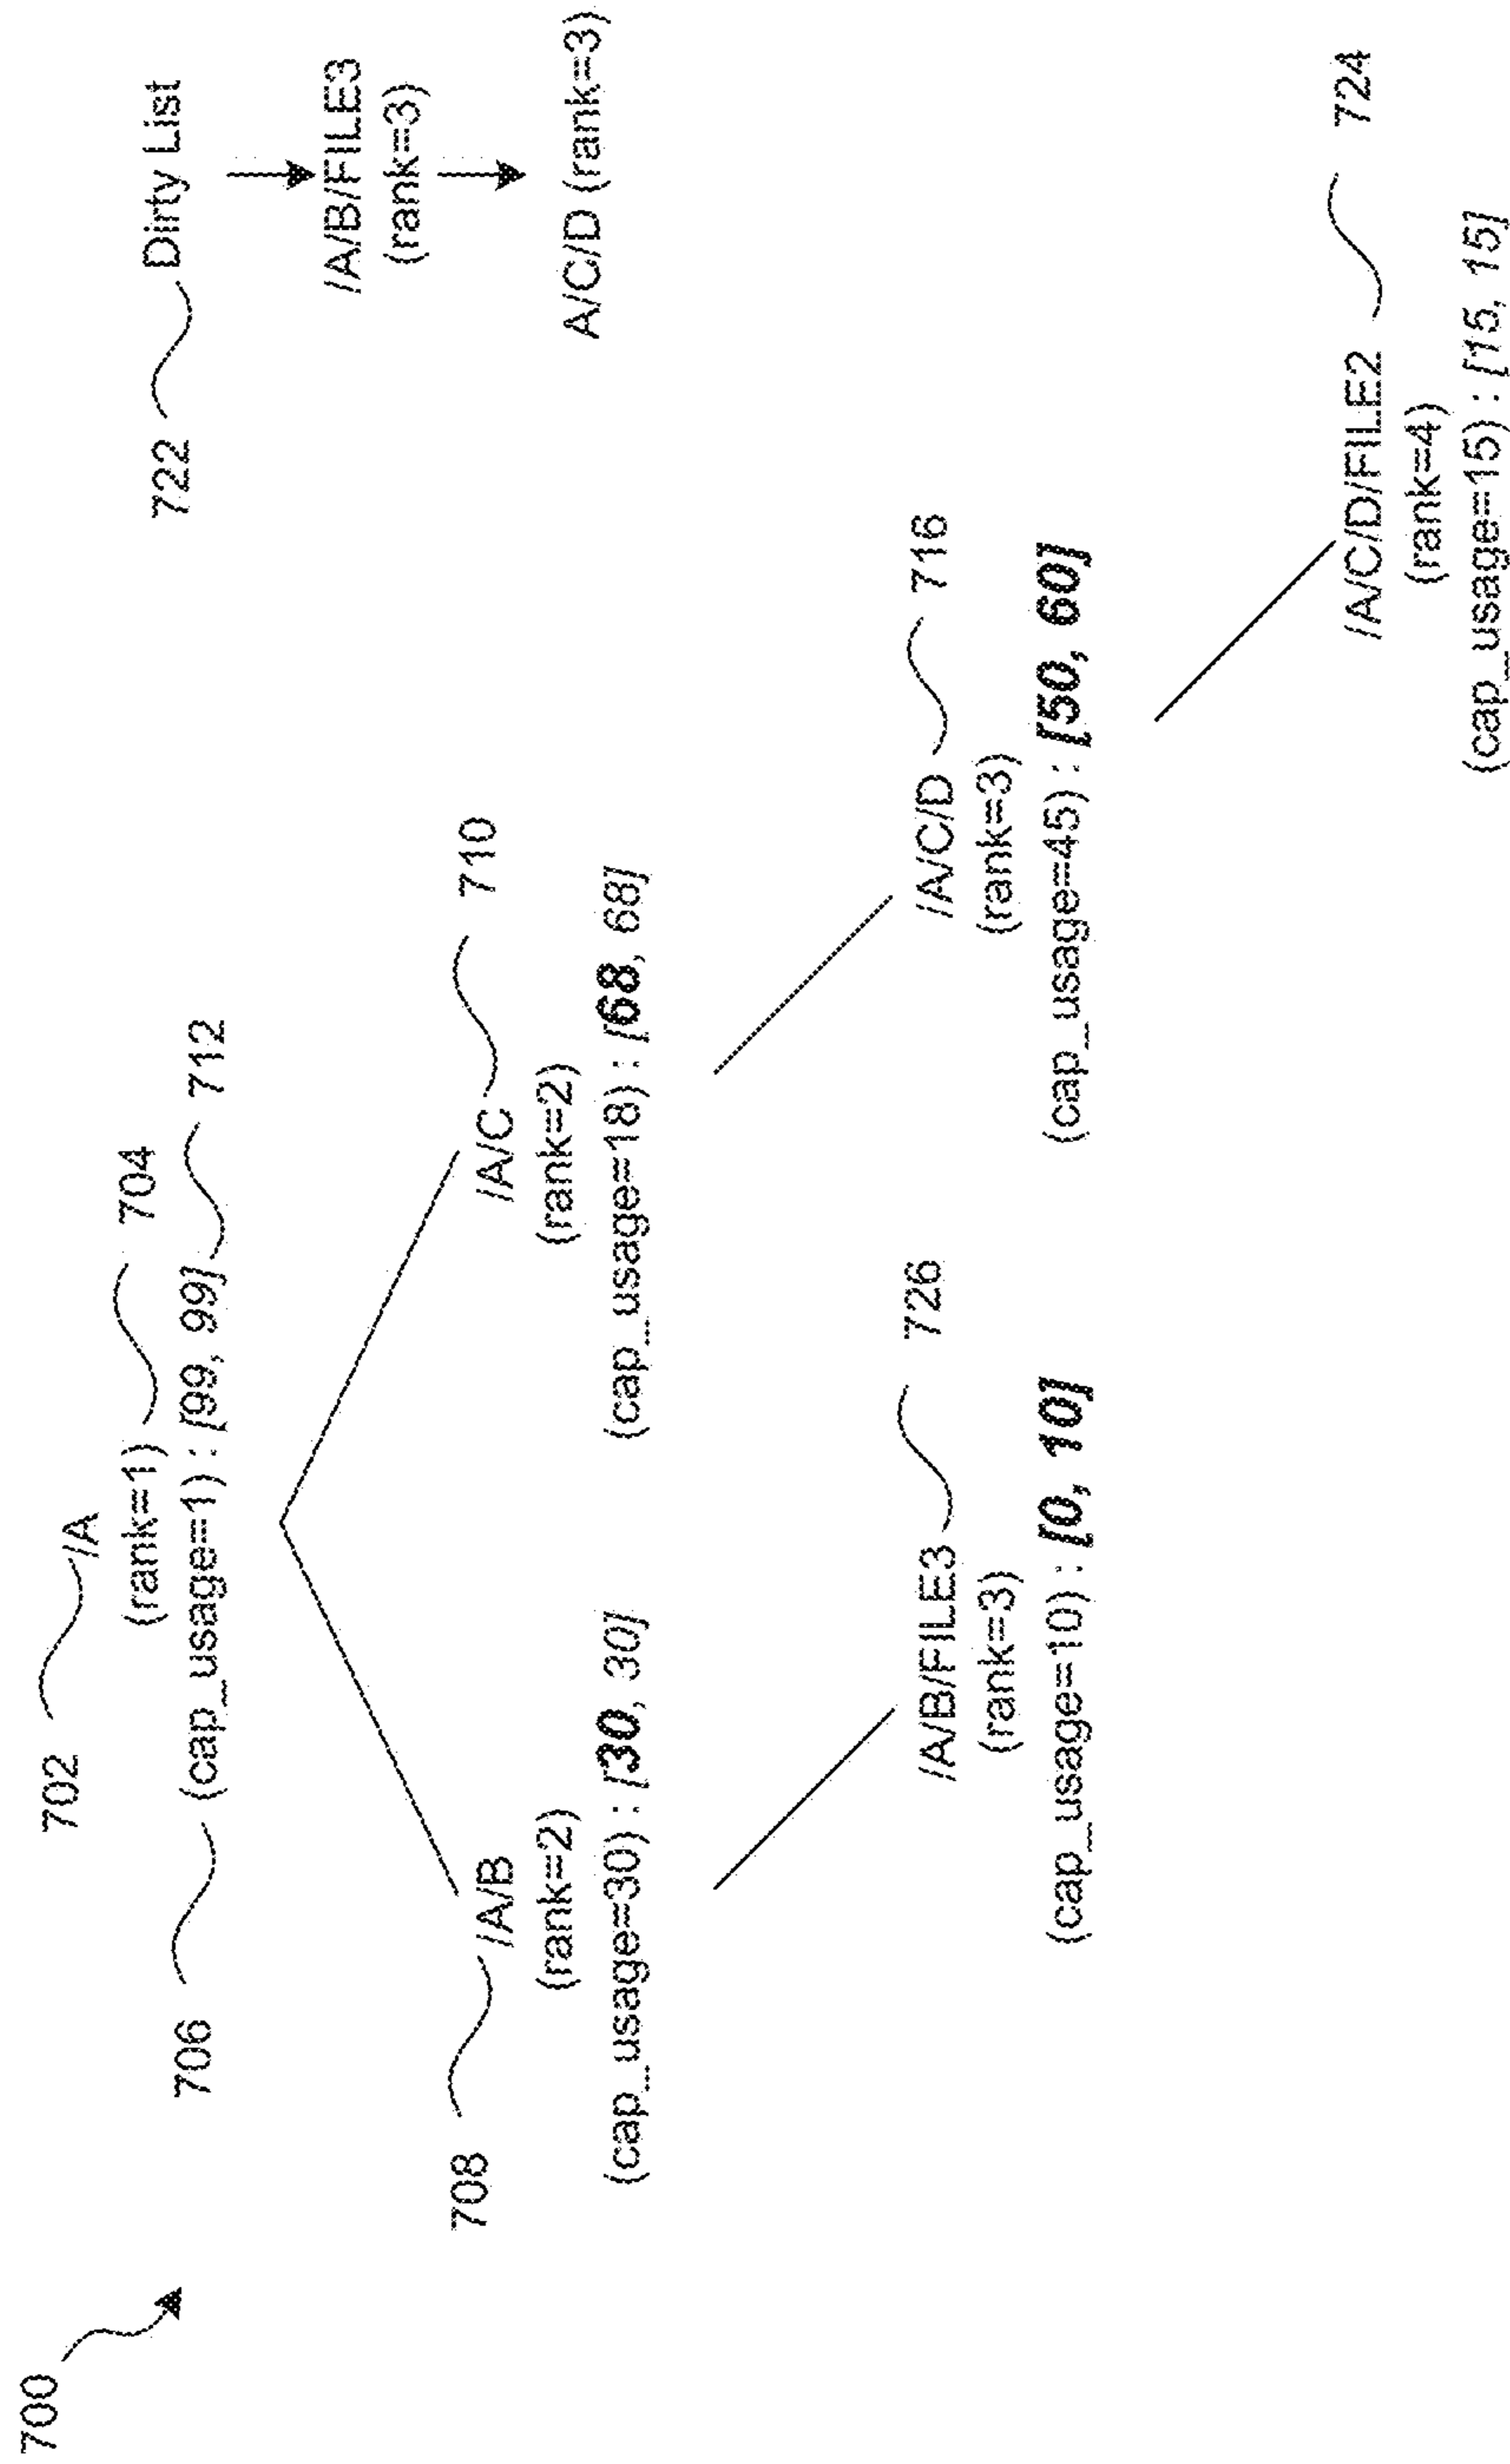 700
702
/A
(rank=1)
704
706
(cap_usage=1) : [99, 99]
712
722
Dirty List
/A/B/FILE3
(rank=3)
A/C/D (rank=3)
708
/A/B
(rank=2)
(cap_usage=30) : [30, 30]
/A/C
710
(rank=2)
(cap_usage=18) : [68, 68]
/A/B/FILE3
726
(rank=3)
(cap_usage=10) : [0, 10]
/A/C/D
716
(rank=3)
(cap_usage=45) : [50, 60]
/A/C/D/FILE2
724
(rank=4)
(cap_usage=15) : [15, 15]